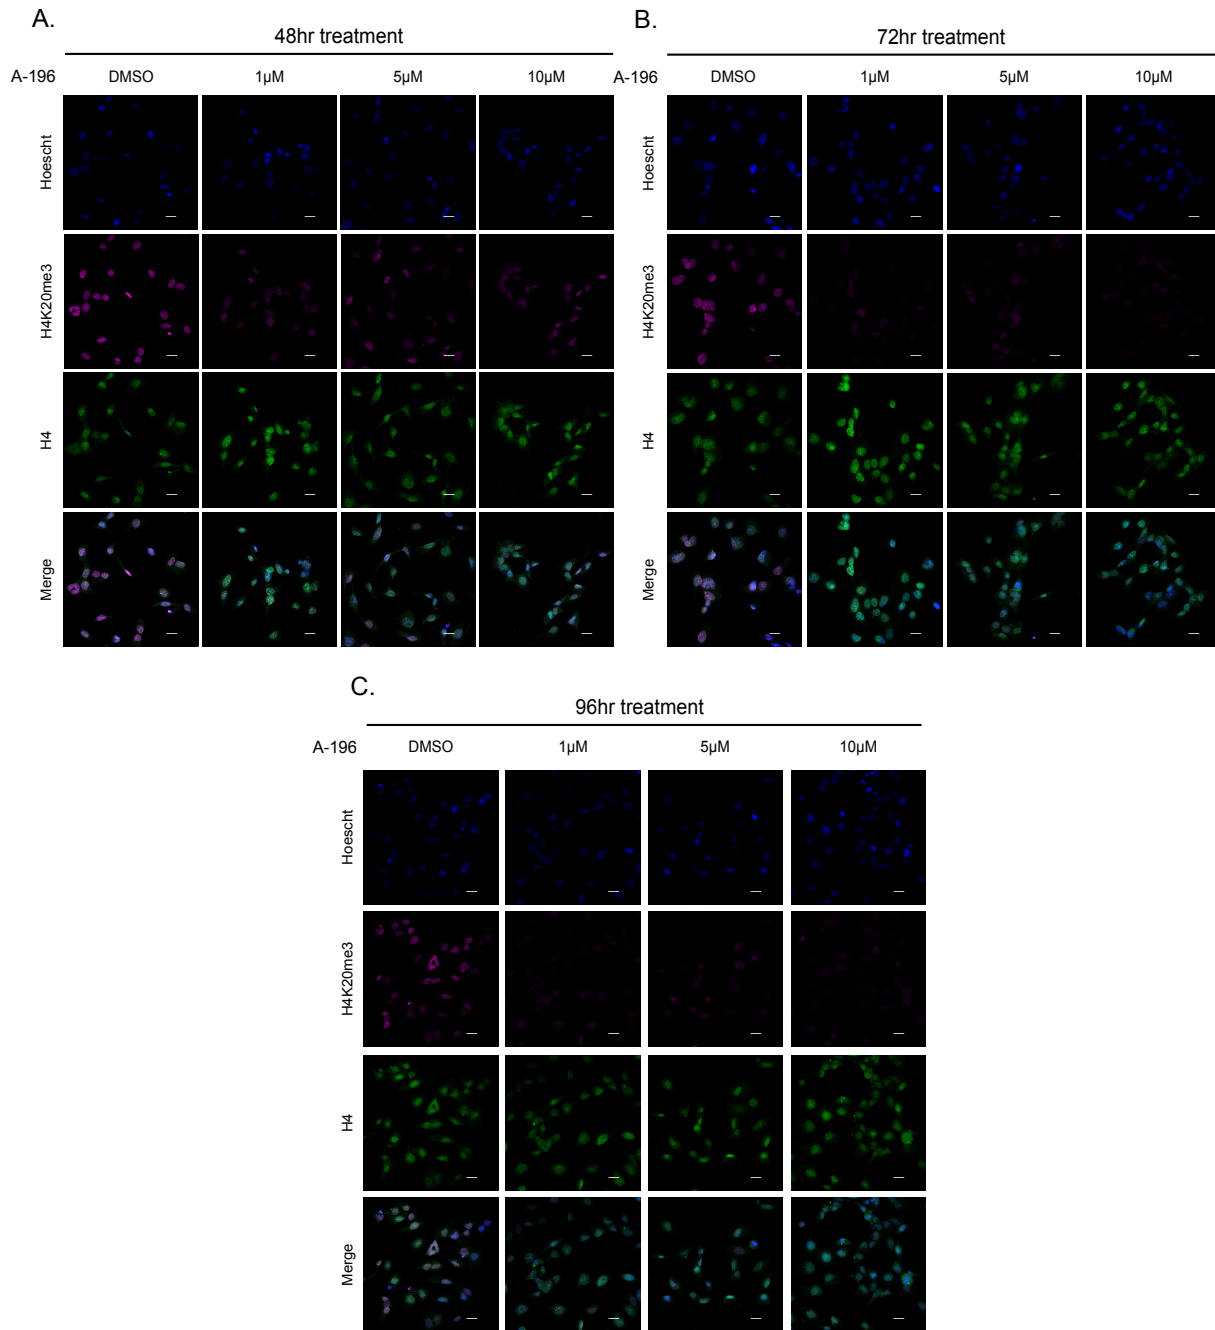 A.
48hr treatment
A-196 DMSO 1µM 5µM 10µM
Hoescht
H4K20me3
H4
Merge
B.
72hr treatment
A-196 DMSO 1µM 5µM 10µM
Hoescht
H4K20me3
H4
Merge
C.
96hr treatment
A-196 DMSO 1µM 5µM 10µM
Hoescht
H4K20me3
H4
Merge